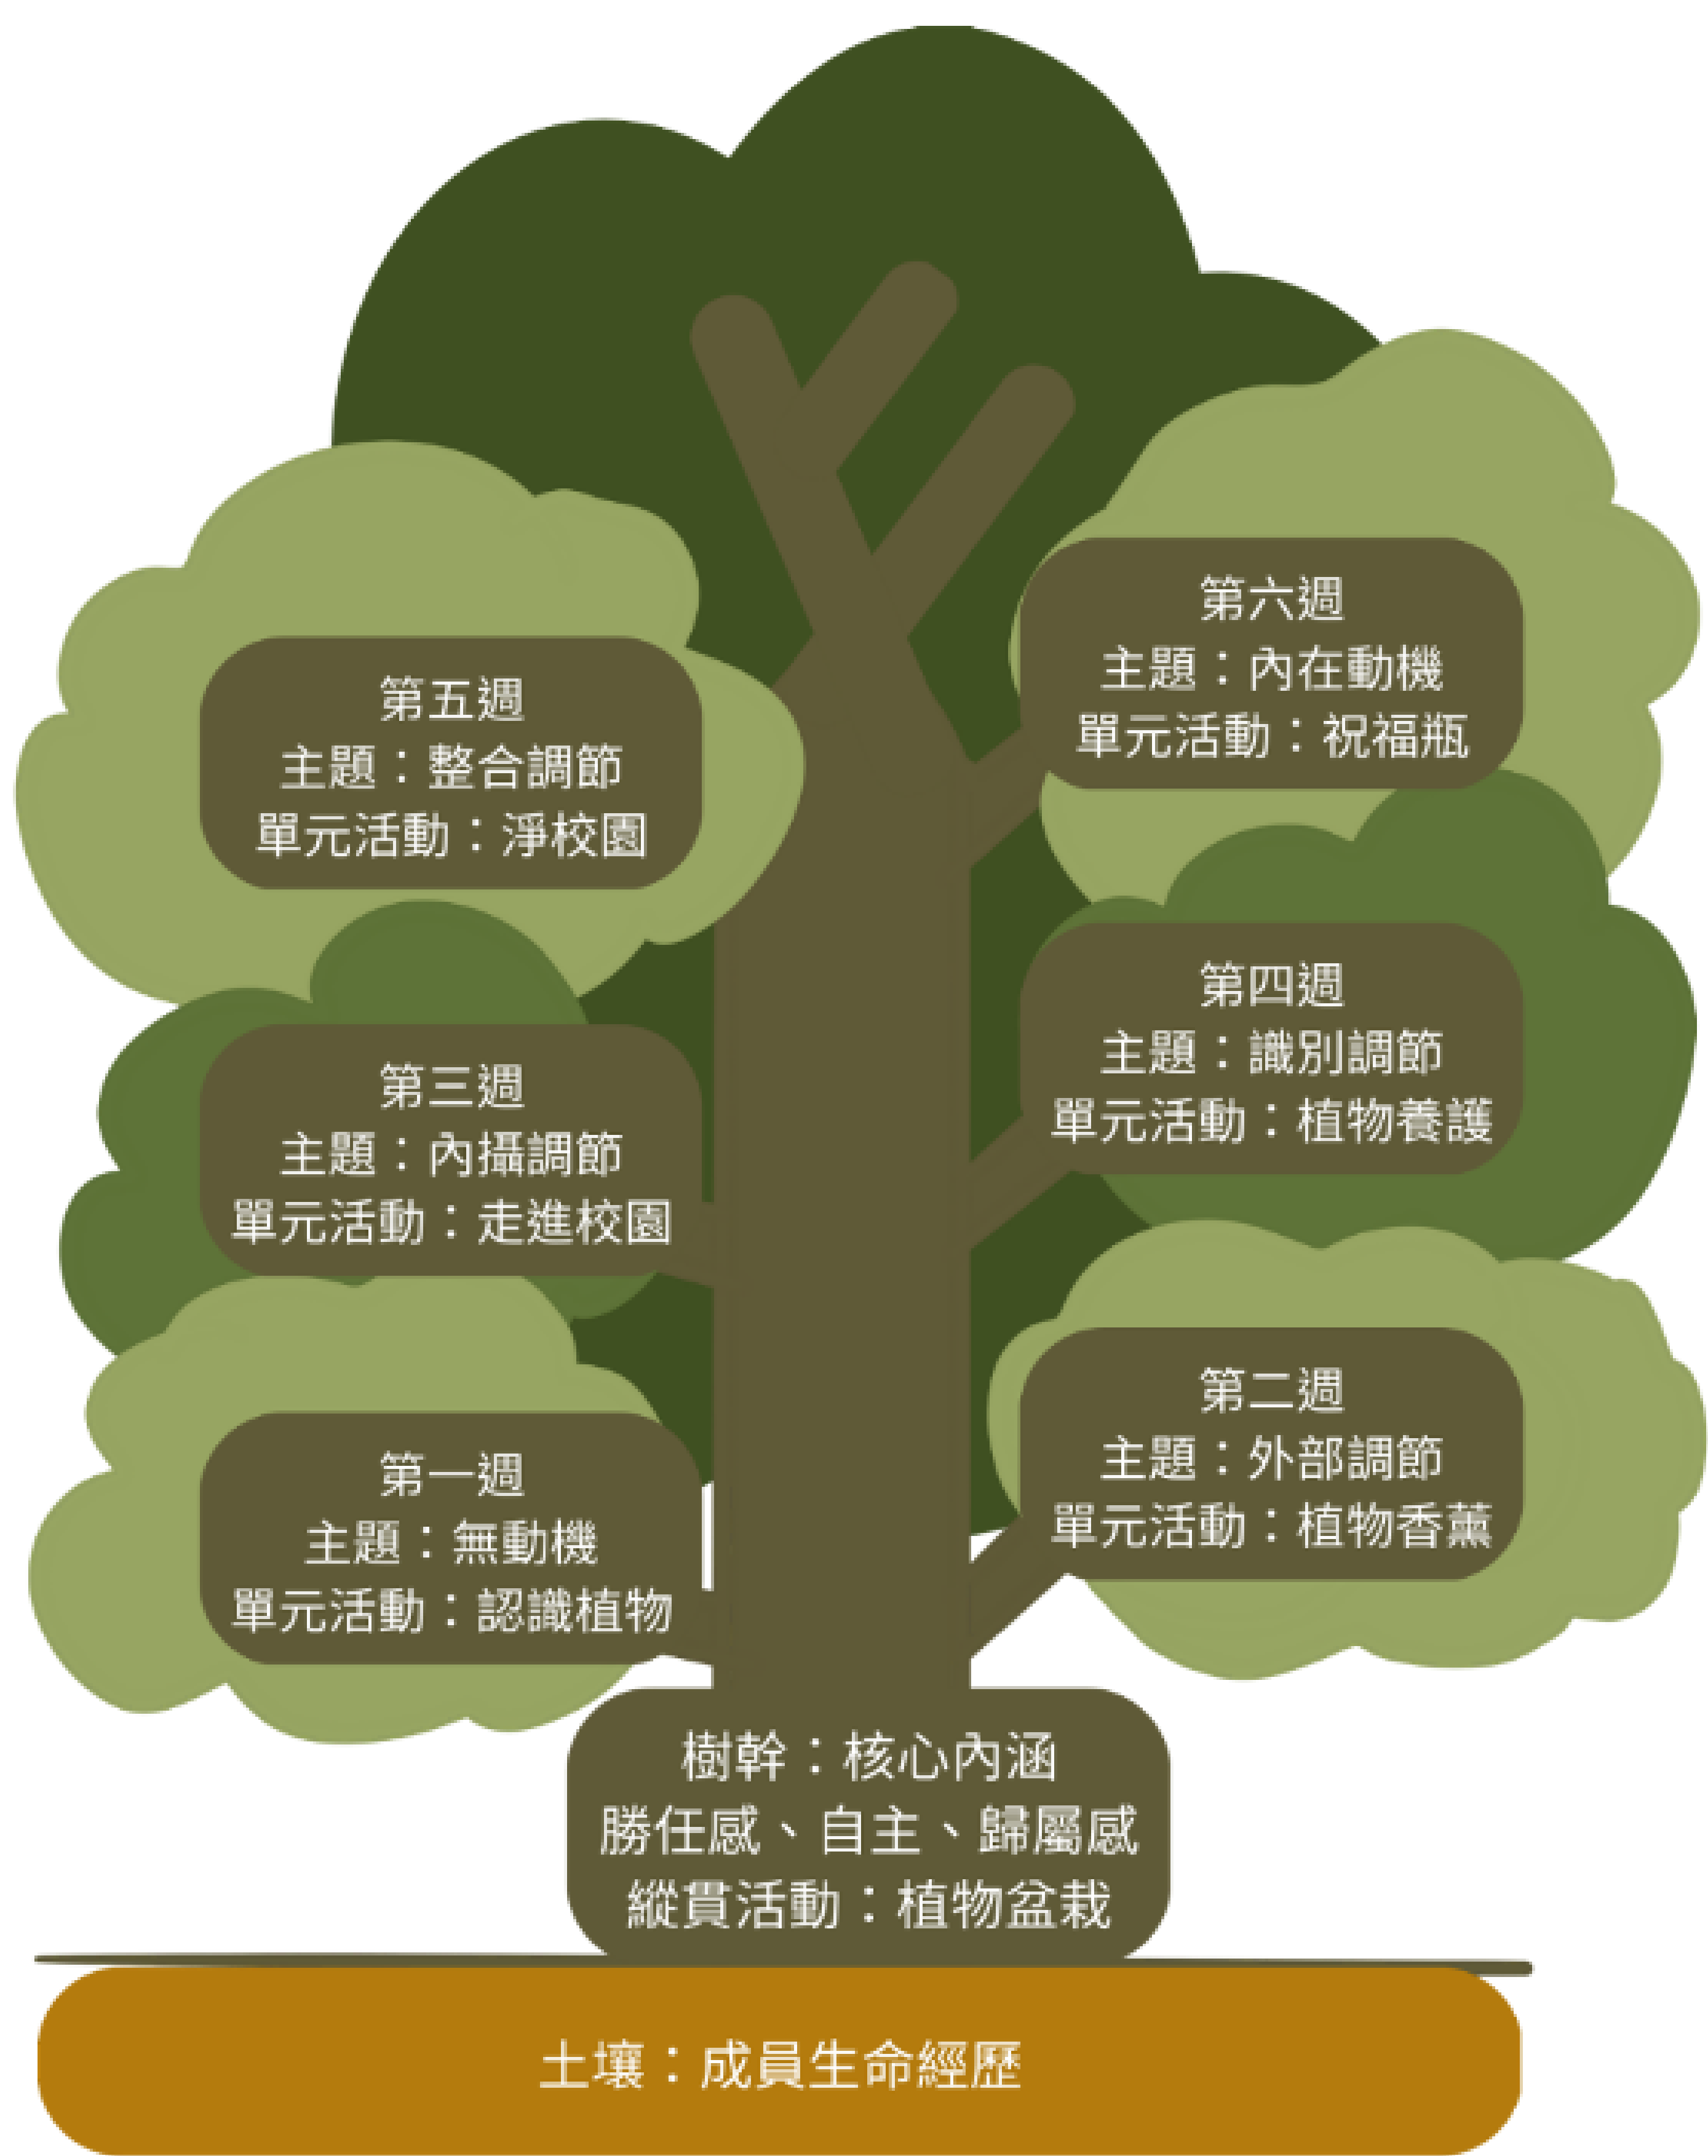 第六週
主題：內在動機
單元活動：祝福瓶
第五週
主題：整合調節
單元活動：淨校園
第四週
主題：識別調節
單元活動：植物養護
第三週
主題：內攝調節
單元活動：走進校園
第二週
主題：外部調節
單元活動：植物香薰
第一週
主題：無動機
單元活動：認識植物
樹幹：核心內涵
勝任感、自主、歸屬感
縱貫活動：植物盆栽
土壤：成員生命經歷